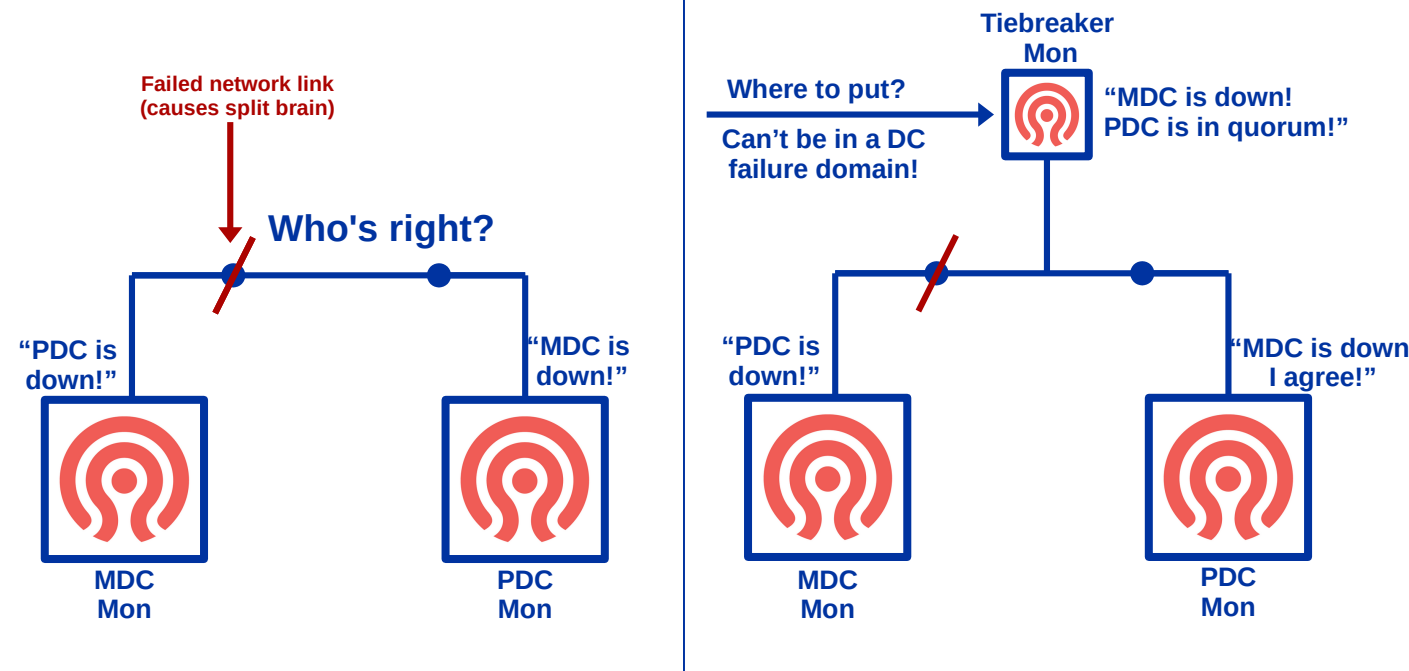 Failed network link
(causes split brain)
Who's right?
“PDC is
down!”
“MDC is
down!”
MDC
Mon
PDC
Mon
Tiebreaker
Mon
Where to put?
Can’t be in a DC
failure domain!
“MDC is down!
PDC is in quorum!”
“PDC is
down!”
“MDC is down
I agree!”
MDC
Mon
PDC
Mon